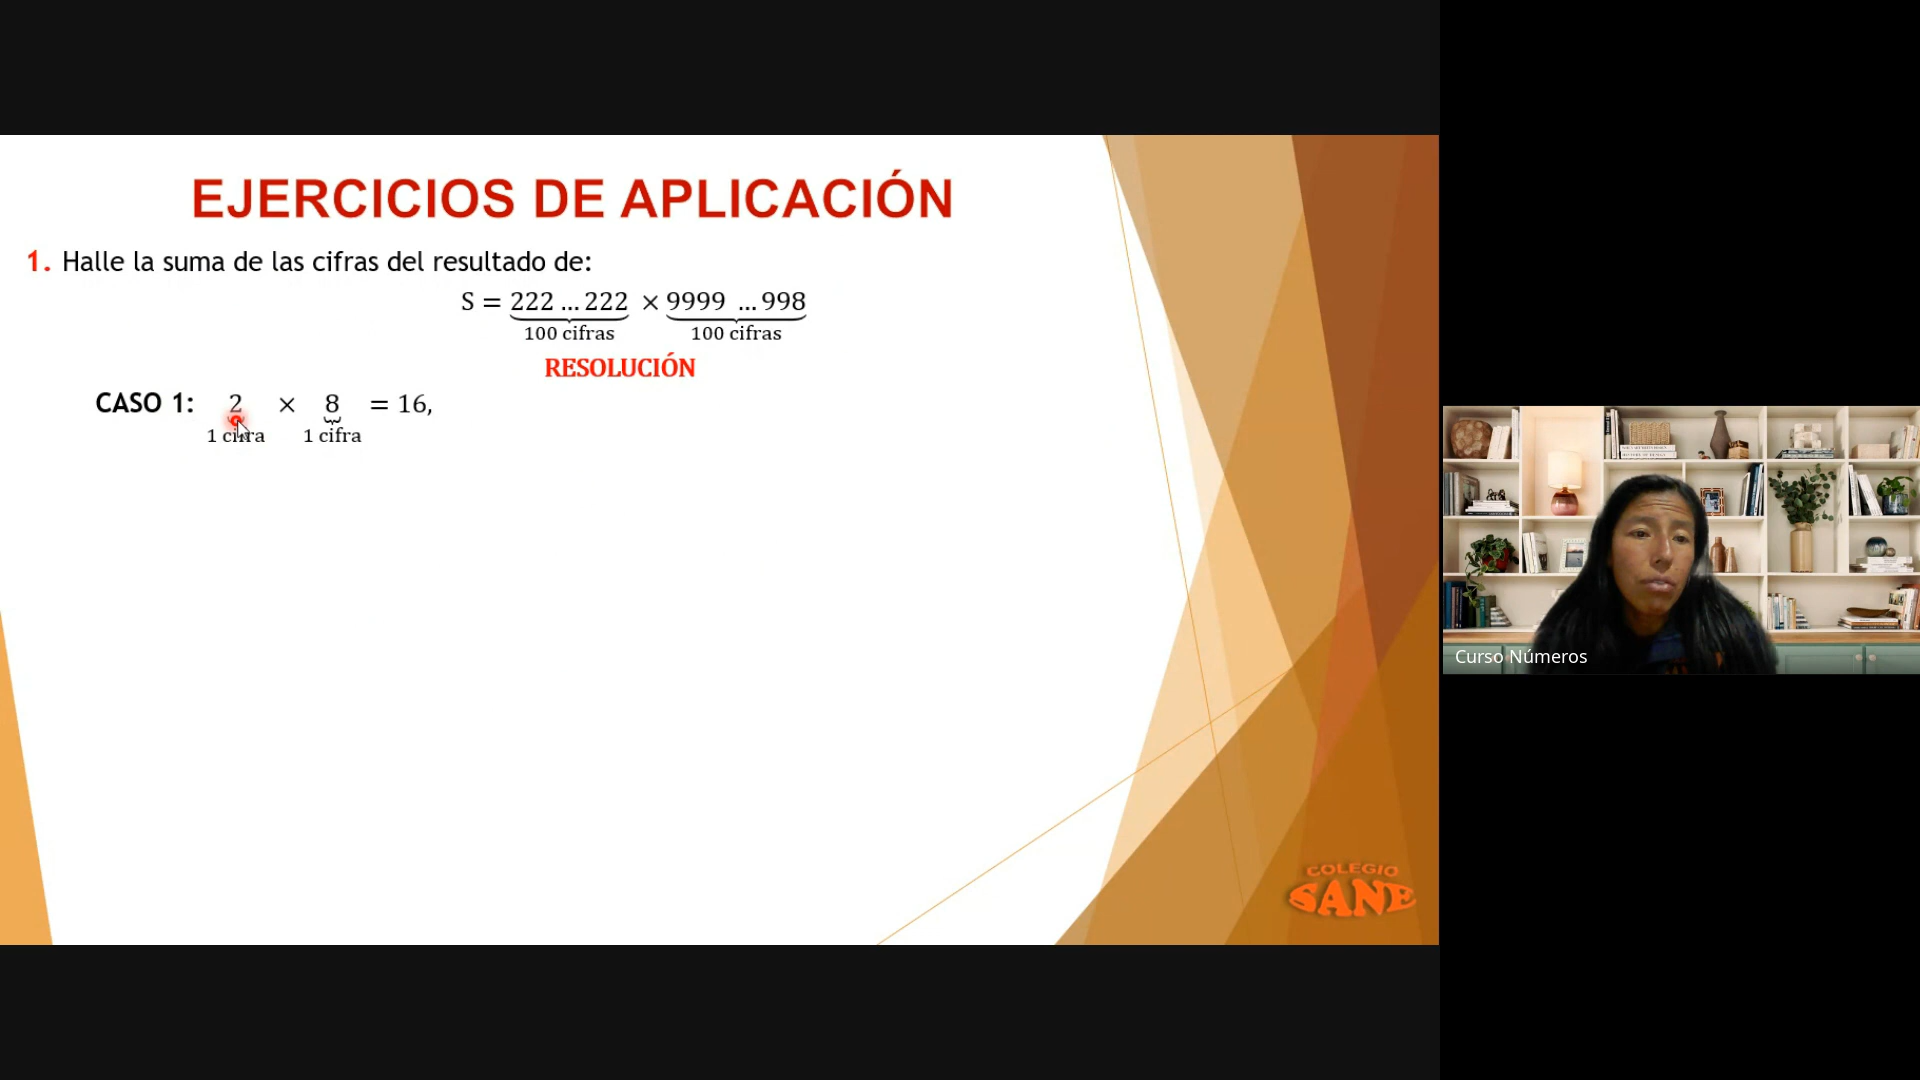 EJERCICIOS DE APLICACIÓN
1. Halle la suma de las cifras del resultado de:
S = 222 ... 222 × 9999 ... 998
100 cifras 100 cifras
RESOLUCIÓN
CASO 1: 2 × 8 = 16,
1 cifra 1 cifra
COLEGIO
SANE
Curso Números